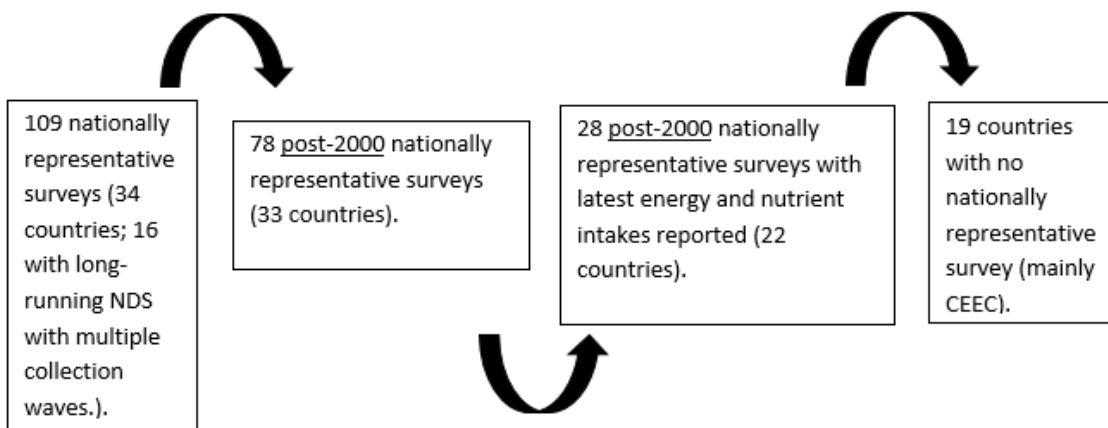 109 nationally
representative
surveys (34
countries; 16
with long-
running NDS
with multiple
collection
waves.).
78 post-2000 nationally
representative surveys
(33 countries).
28 post-2000 nationally
representative surveys with
latest energy and nutrient
intakes reported (22
countries).
19 countries
with no
nationally
representative
survey (mainly
CEEC).